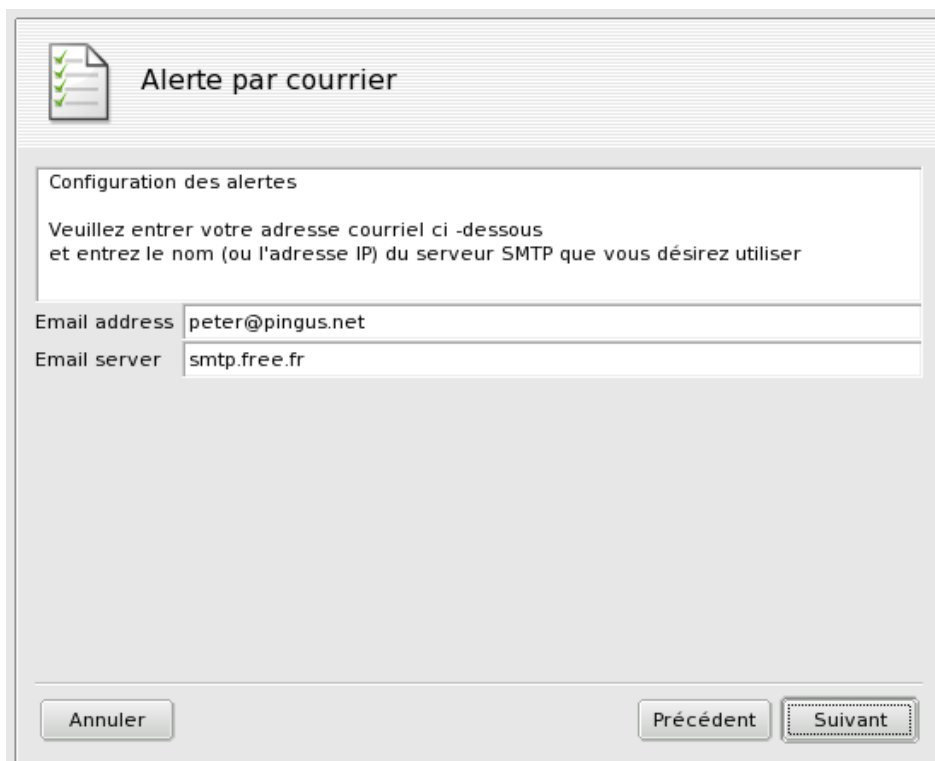 Alerte par courrier
Configuration des alertes
Veuillez entrer votre adresse courriel ci -dessous
et entrez le nom (ou l'adresse IP) du serveur SMTP que vous désirez utiliser
Email address peter@pingus.net
Email server smtp.free.fr
Annuler Précédent Suivant